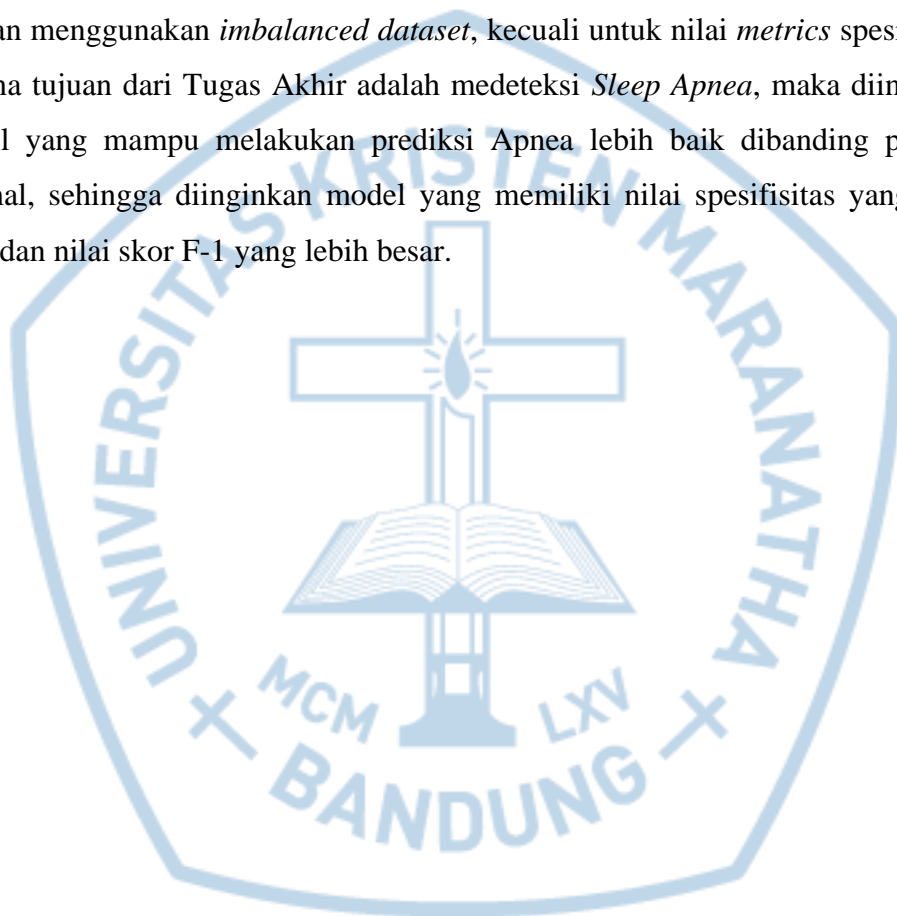 an menggunakan imbalanced dataset, kecuali untuk nilai metrics spesi
na tujuan dari Tugas Akhir adalah medeteksi Sleep Apnea, maka diin
l yang mampu melakukan prediksi Apnea lebih baik dibanding p
nal, sehingga diinginkan model yang memiliki nilai spesifisitas yang
dan nilai skor F-1 yang lebih besar.
UNIVERSITAS KRISTEN MARANATHA
MCM LXV
BANDUNG